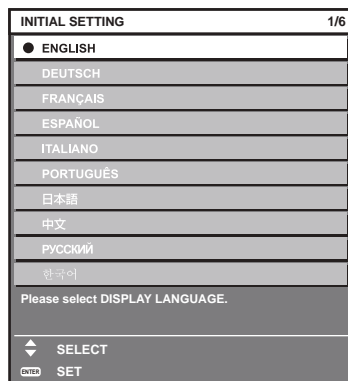 INITIAL SETTING 1/6
ENGLISH
DEUTSCH
FRANÇAIS
ESPAÑOL
ITALIANO
PORTUGUÊS
日本語
中文
РУССКИЙ
한국어
Please select DISPLAY LANGUAGE.
SELECT
ENTER SET